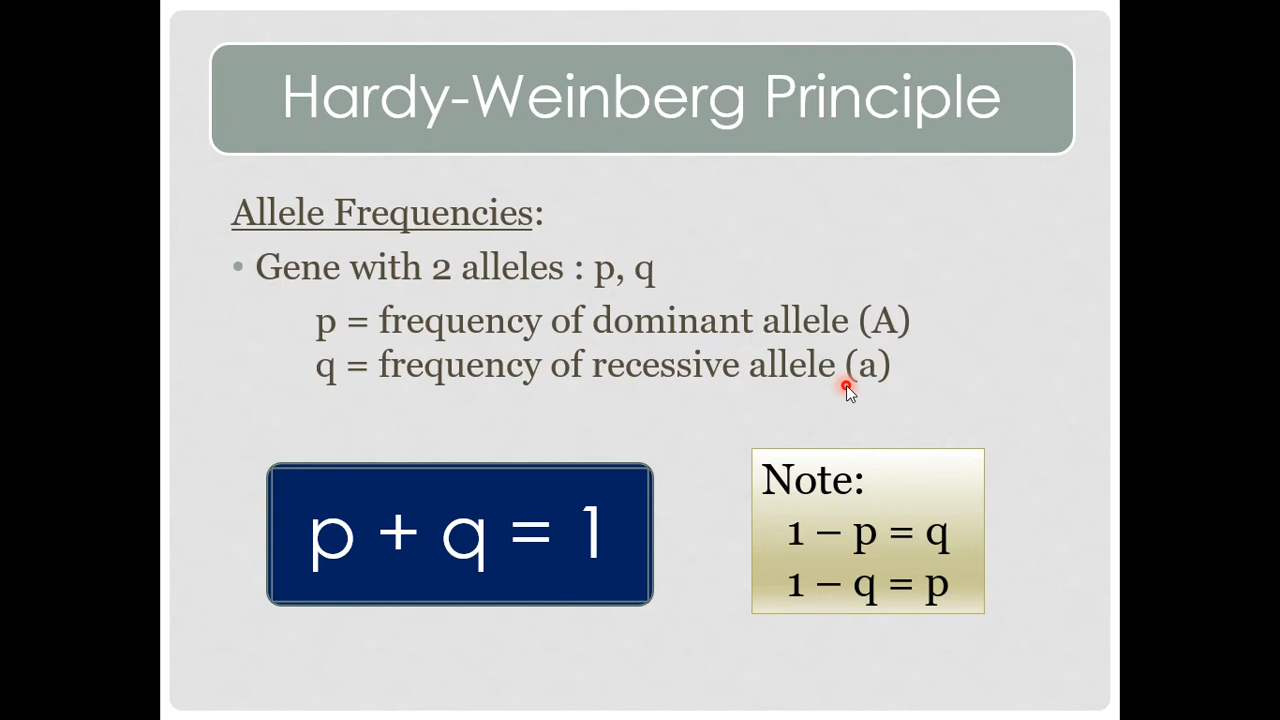 Hardy-Weinberg Principle
Allele Frequencies:
• Gene with 2 alleles : p, q
p = frequency of dominant allele (A)
q = frequency of recessive allele (a)
p + q = 1
Note:
1 – p = q
1 – q = p